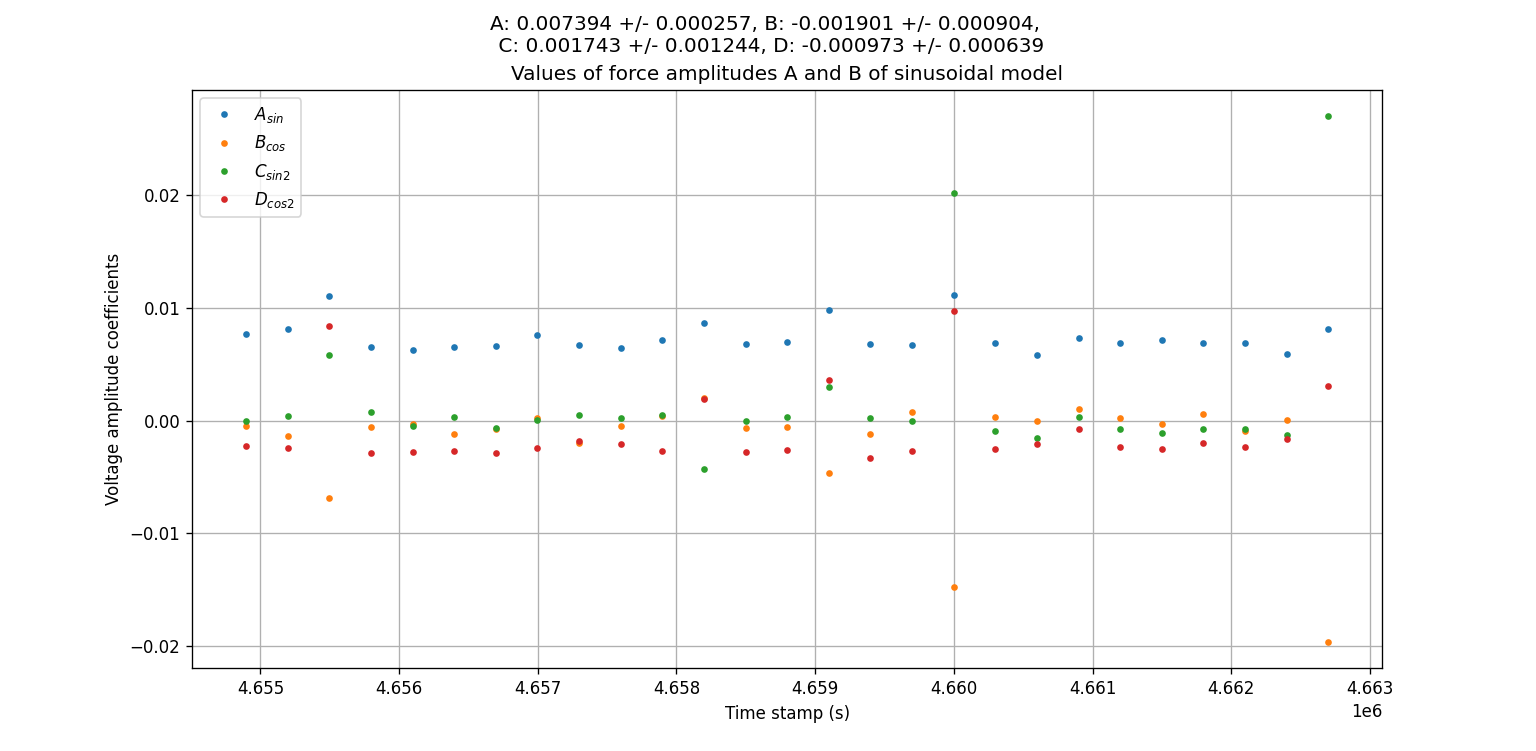 A: 0.007394 +/- 0.000257, B: -0.001901 +/- 0.000904,
C: 0.001743 +/- 0.001244, D: -0.000973 +/- 0.000639
Values of force amplitudes A and B of sinusoidal model
A_sin
B_cos
C_sin2
D_cos2
Voltage amplitude coefficients
0.02
0.01
0.00
−0.01
−0.02
4.655 4.656 4.657 4.658 4.659 4.660 4.661 4.662 4.663
1e6
Time stamp (s)